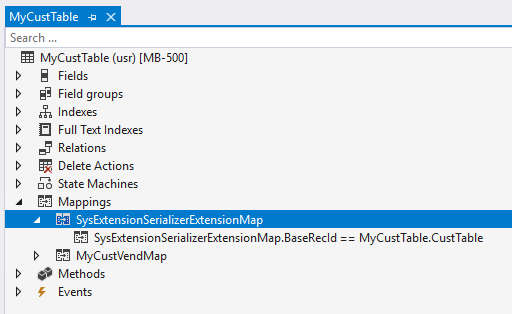 MyCustTable
Search ...
MyCustTable (usr) [MB-500]
Fields
Field groups
Indexes
Full Text Indexes
Relations
Delete Actions
State Machines
Mappings
SysExtensionSerializerExtensionMap
SysExtensionSerializerExtensionMap.BaseRecId == MyCustTable.CustTable
MyCustVendMap
Methods
Events